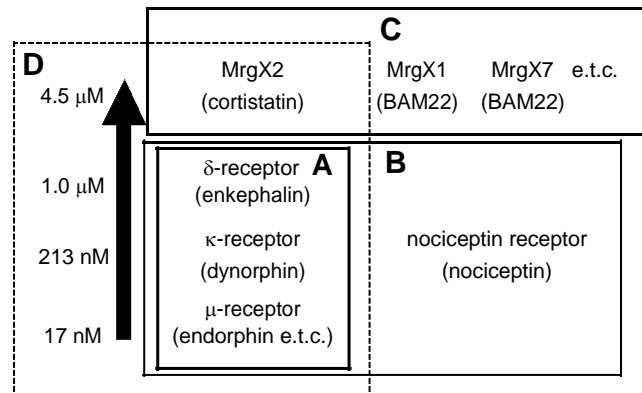 C
D
MrgX2 MrgX1 MrgX7 e.t.c.
4.5 μM
(cortistatin) (BAM22) (BAM22)
A B
δ-receptor
1.0 μM
(enkephalin)
κ-receptor nociceptin receptor
213 nM
(dynorphin) (nociceptin)
μ-receptor
17 nM (endorphin e.t.c.)